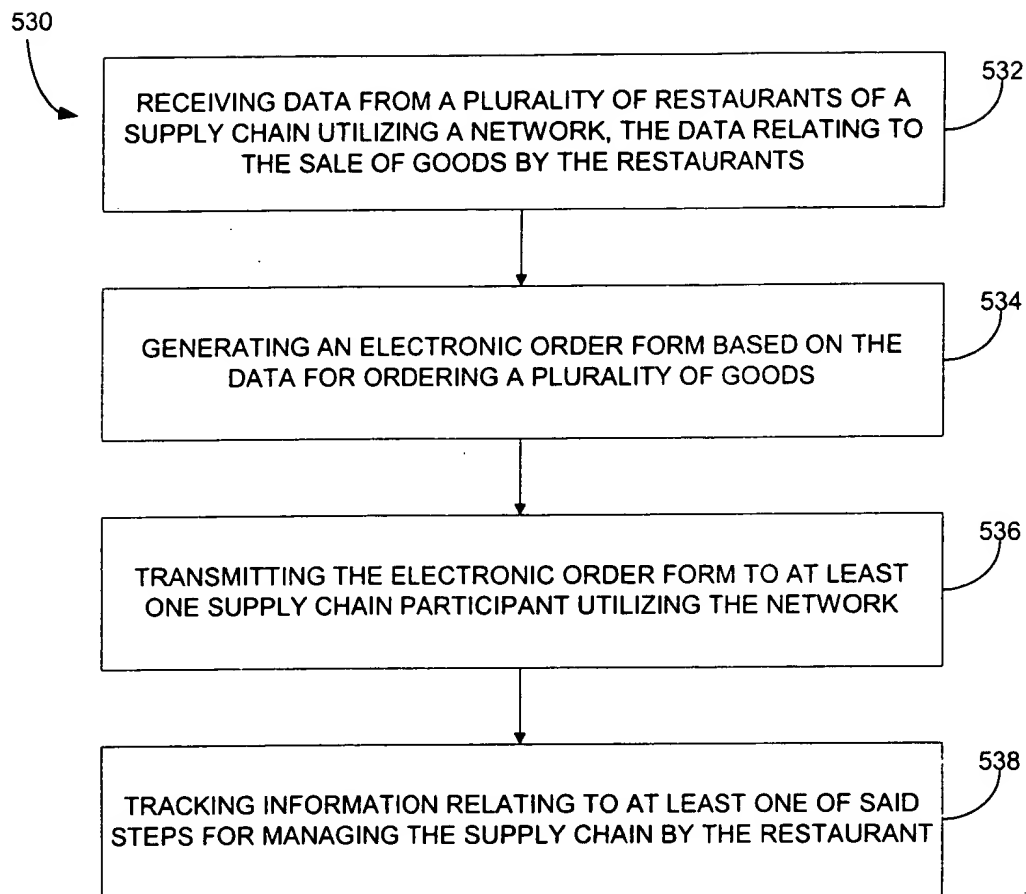 530
532
RECEIVING DATA FROM A PLURALITY OF RESTAURANTS OF A
SUPPLY CHAIN UTILIZING A NETWORK, THE DATA RELATING TO
THE SALE OF GOODS BY THE RESTAURANTS
534
GENERATING AN ELECTRONIC ORDER FORM BASED ON THE
DATA FOR ORDERING A PLURALITY OF GOODS
536
TRANSMITTING THE ELECTRONIC ORDER FORM TO AT LEAST
ONE SUPPLY CHAIN PARTICIPANT UTILIZING THE NETWORK
538
TRACKING INFORMATION RELATING TO AT LEAST ONE OF SAID
STEPS FOR MANAGING THE SUPPLY CHAIN BY THE RESTAURANT